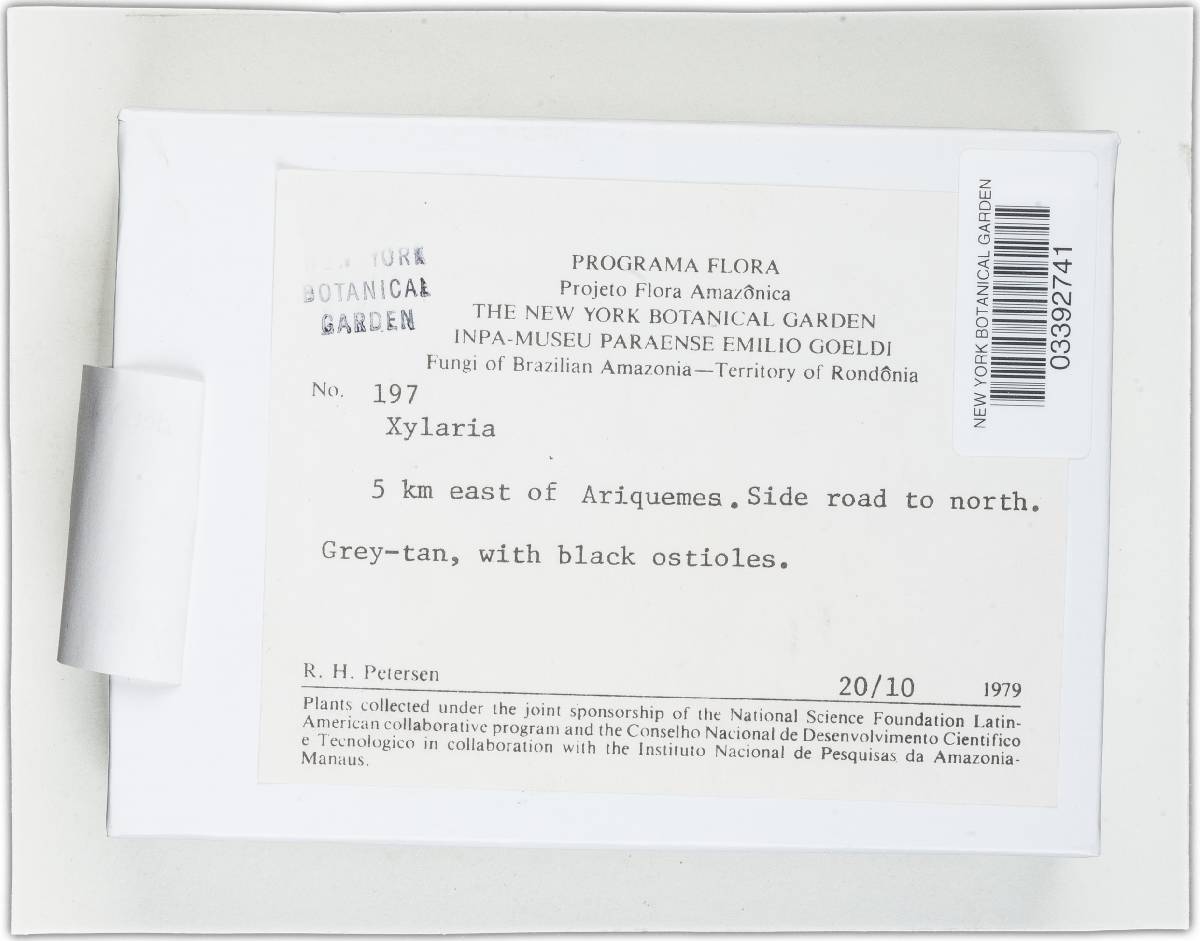 YORK
BOTANICAL
GARDEN
PROGRAMA FLORA
Projeto Flora Amazônica
THE NEW YORK BOTANICAL GARDEN
INPA-MUSEU PARAENSE EMILIO GOELDI
Fungi of Brazilian Amazonia—Territory of Rondônia
No. 197
Xylaria
5 km east of Ariquemes. Side road to north.
Grey-tan, with black ostioles.
R. H. Petersen 20/10 1979
Plants collected under the joint sponsorship of the National Science Foundation Latin-
American collaborative program and the Conselho Nacional de Desenvolvimento Cientifico
e Tecnologico in collaboration with the Instituto Nacional de Pesquisas da Amazonia-
Manaus.
NEW YORK BOTANICAL GARDEN
03392741